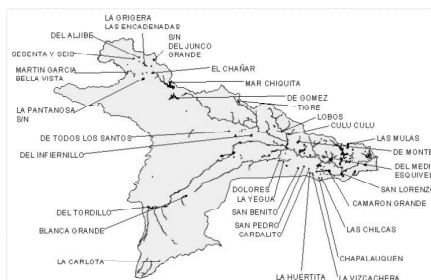 LA GRIGERA
LAS ENCADENADAS
DEL ALJIBE
S/N
DEL JUNCO
GRANDE
SESENTA Y SEIS
MARTIN GARCIA
BELLA VISTA
EL CHAÑAR
MAR CHIQUITA
LA PANTANOSA
S/N
DE GOMEZ
TIGRE
LOBOS
CULU CULU
DE TODOS LOS SANTOS
LAS MULAS
DEL INFIERNILLO
DE MONTE
DEL MEDI
ESQUIVEL
SAN LORENZO
DOLORES
LA YEGUA
CAMARON GRANDE
DEL TORDILLO
SAN BENITO
SAN PEDRO
CARDALITO
LAS CHILCAS
BLANCA GRANDE
CHAPALAUQUEN
LA CARLOTA
LA HUERTITA
LA VIZCACHERA